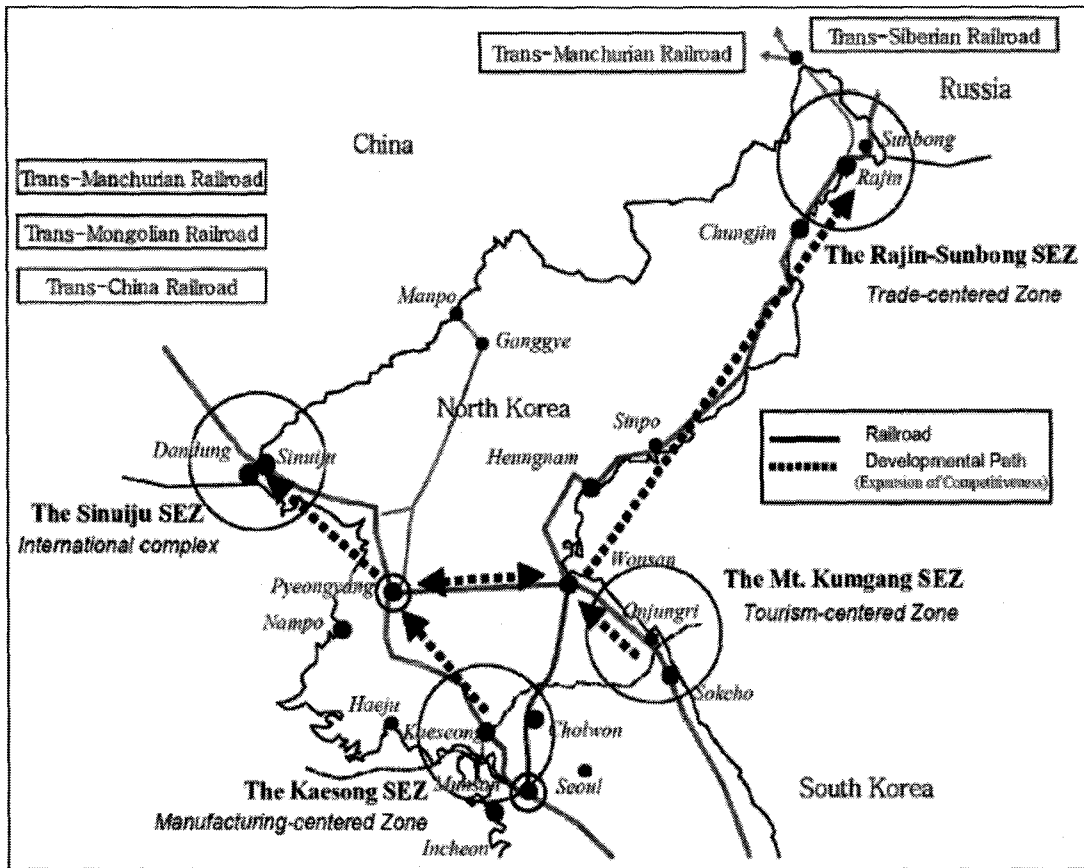 Trans-Siberian Railroad
Trans-Manchurian Railroad
Russia
China
Sunbong
Trans-Manchurian Railroad
Rajin
Trans-Mongolian Railroad
Chungjin
The Rajin-Sunbong SEZ
Trans-China Railroad
Trade-centered Zone
Manpo
Ganggye
North Korea
Sinpo
Railroad
Dandung
Sinuiju
Heungnam
Developmental Path
(Expansion of Competitiveness)
The Sinuiju SEZ
International complex
Wonsan
The Mt. Kumgang SEZ
Pyeongyang
Onjungri
Tourism-centered Zone
Nampo
Sokcho
Haeju
Kaesong
Cholwon
Munsan
Seoul
The Kaesong SEZ
South Korea
Manufacturing-centered Zone
Incheon